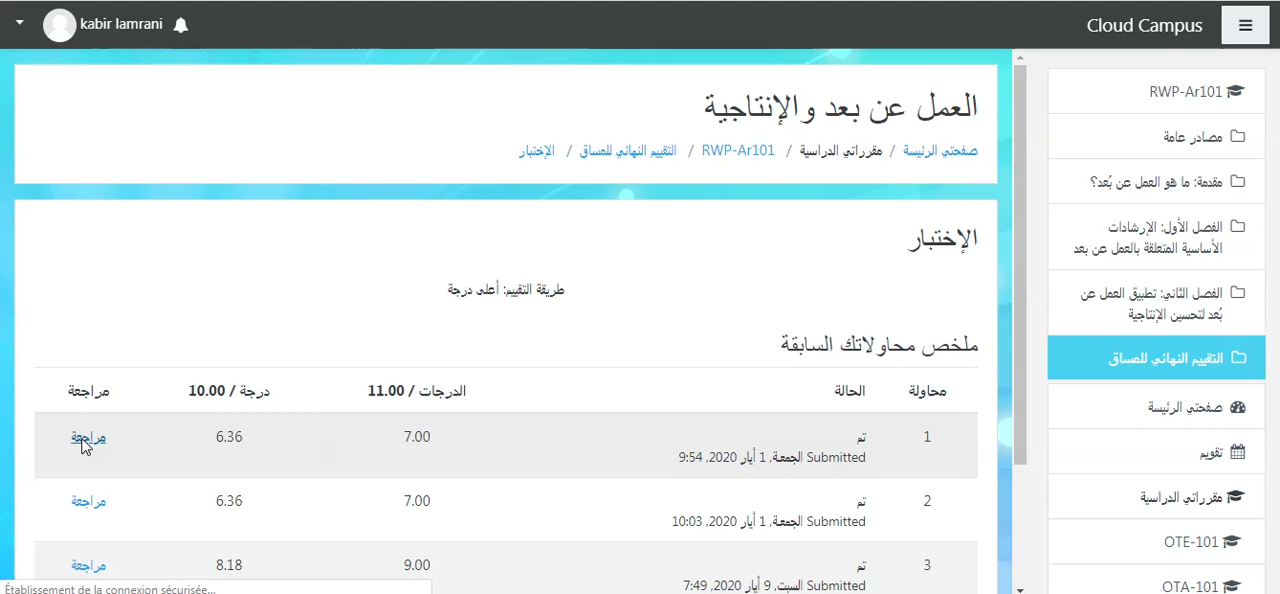 kabir lamrani
Cloud Campus
العمل عن بعد والإنتاجية
صفحتي الرئيسة / مقرراتي الدراسية / RWP-Ar101 / التقييم النهائي للمساق / الإختبار
الإختبار
طريقة التقييم: أعلى درجة
ملخص محاولاتك السابقة
محاولة الحالة الدرجات / 11.00 درجة / 10.00 مراجعة
1 تم 7.00 6.36 مراجعة
Submitted الجمعة, 1 أيار 2020, 9:54
2 تم 7.00 6.36 مراجعة
Submitted الجمعة, 1 أيار 2020, 10:03
3 تم 9.00 8.18 مراجعة
Submitted السبت, 9 أيار 2020, 7:49
RWP-Ar101
مصادر عامة
مقدمة: ما هو العمل عن بُعد؟
الفصل الأول: الإرشادات
الأساسية المتعلقة بالعمل عن بعد
الفصل الثاني: تطبيق العمل عن
بُعد لتحسين الإنتاجية
التقييم النهائي للمساق
صفحتي الرئيسة
تقويم
مقرراتي الدراسية
OTE-101
OTA-101
Établissement de la connexion sécurisée...